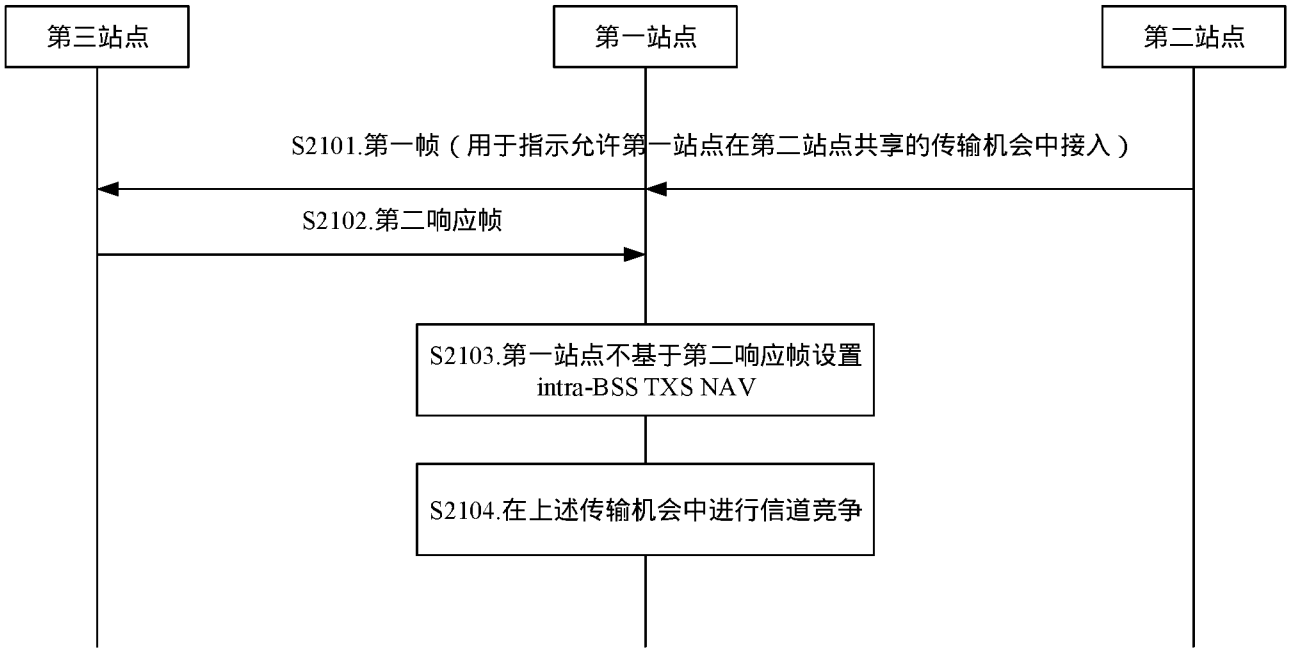 第三站点
第一站点
第二站点
S2101.第一帧（用于指示允许第一站点在第二站点共享的传输机会中接入）
S2102.第二响应帧
S2103.第一站点不基于第二响应帧设置
intra-BSS TXS NAV
S2104.在上述传输机会中进行信道竞争